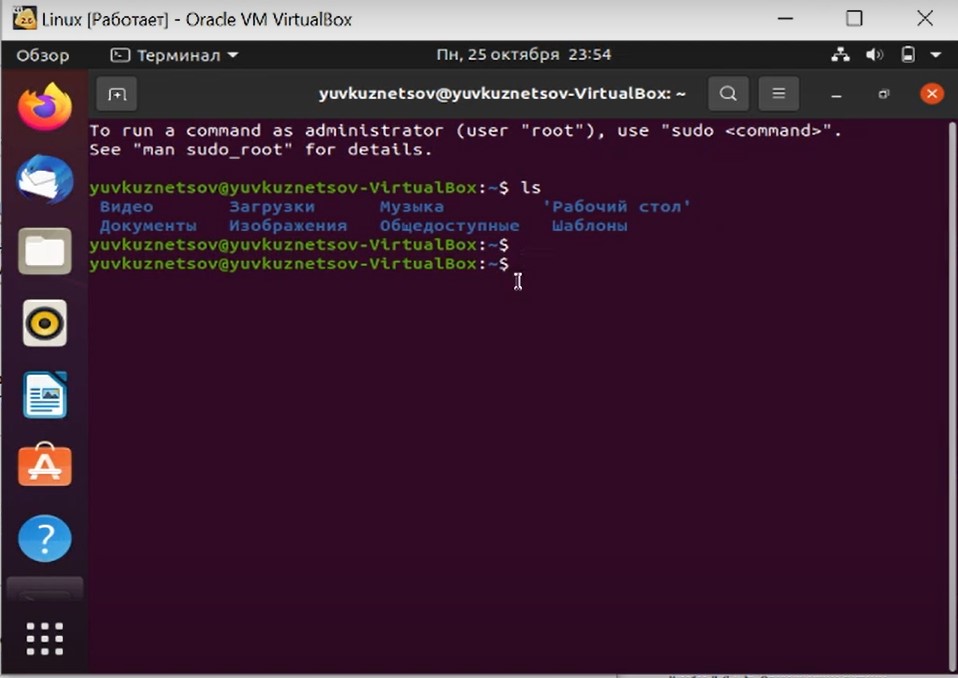 Linux [Работает] - Oracle VM VirtualBox
Обзор Терминал Пн, 25 октября 23:54
yuvkuznetsov@yuvkuznetsov-VirtualBox: ~
To run a command as administrator (user "root"), use "sudo <command>".
See "man sudo_root" for details.
yuvkuznetsov@yuvkuznetsov-VirtualBox:~$ ls
Видео Загрузки Музыка 'Рабочий стол'
Документы Изображения Общедоступные Шаблоны
yuvkuznetsov@yuvkuznetsov-VirtualBox:~$
yuvkuznetsov@yuvkuznetsov-VirtualBox:~$